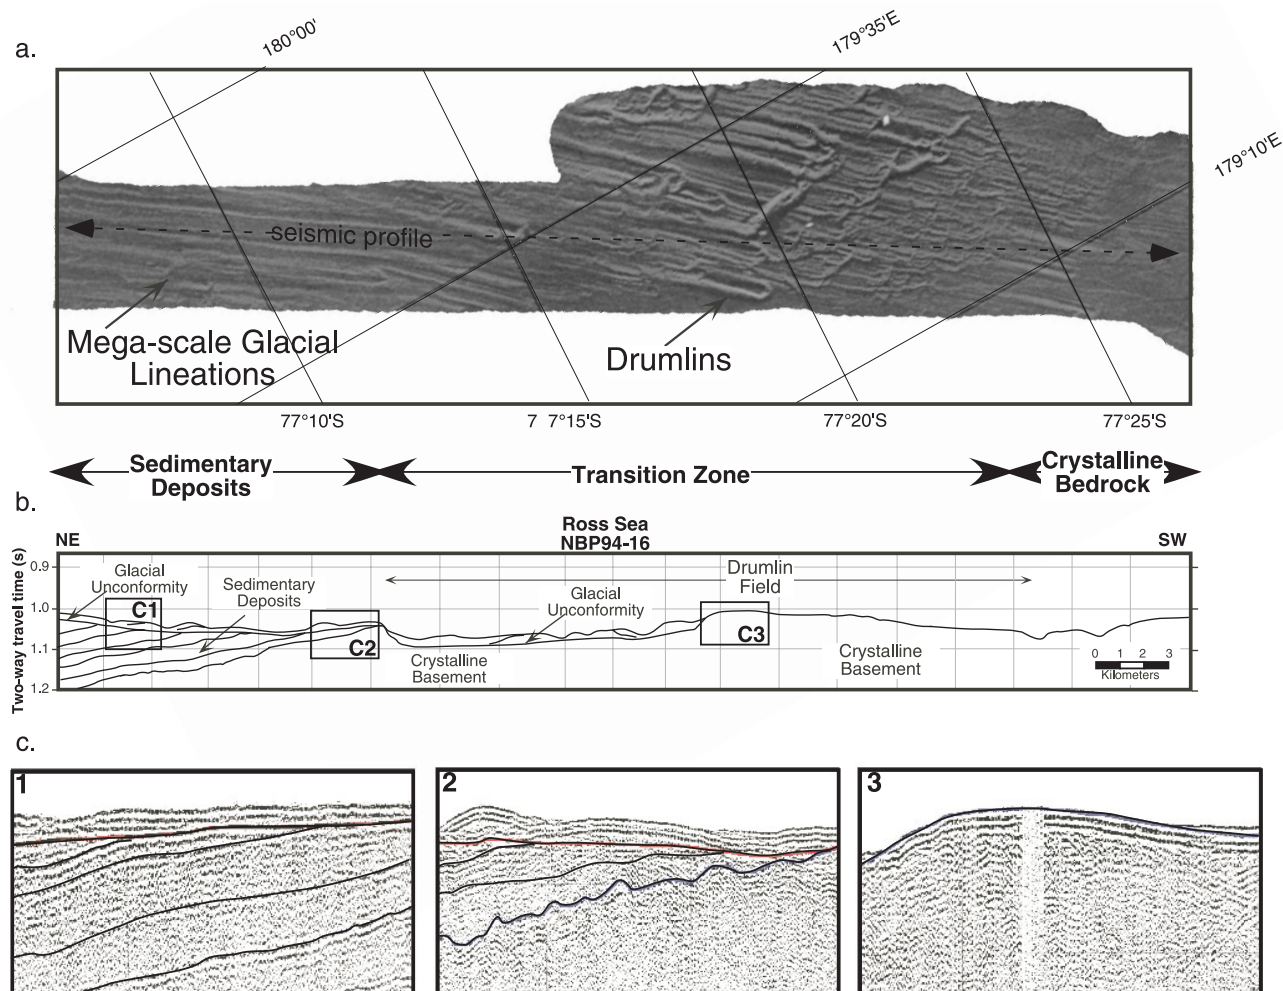 a.
180°00'
179°35'E
179°10'E
seismic profile
Mega-scale Glacial
Lineations
Drumlins
77°10'S
7 7°15'S
77°20'S
77°25'S
Sedimentary
Deposits
Transition Zone
Crystalline
Bedrock
b.
NE
Ross Sea
NBP94-16
SW
Two-way travel time (s)
0.9
1.0
1.1
1.2
Glacial
Unconformity
C1
Sedimentary
Deposits
C2
Crystalline
Basement
Glacial
Unconformity
Drumlin
Field
C3
Crystalline
Basement
0 1 2 3
Kilometers
c.
1
2
3